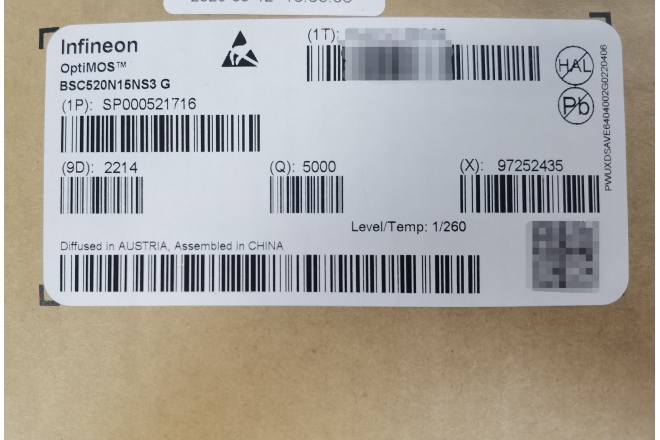 Infineon
OptiMOS™
BSC520N15NS3 G
(1P): SP000521716
(1T):
HAL
Pb
(9D): 2214
(Q): 5000
(X): 97252435
Level/Temp: 1/260
Diffused in AUSTRIA, Assembled in CHINA
PWUXDSAVE6404002G0220406